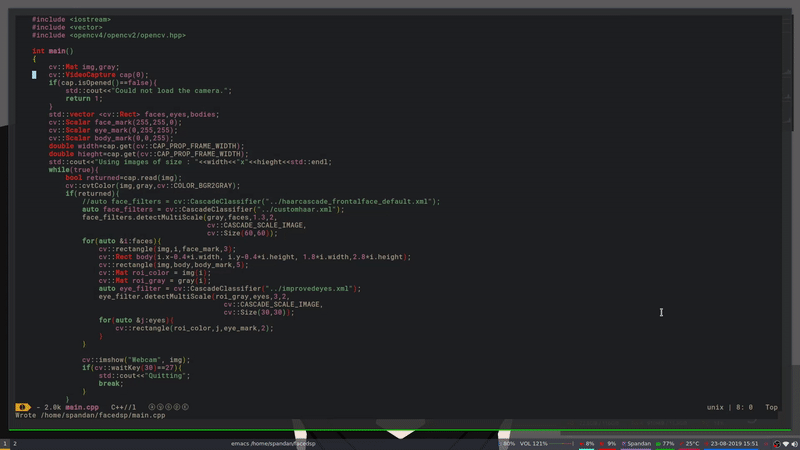 #include <iostream>
#include <vector>
#include <opencv4/opencv2/opencv.hpp>
int main()
{
cv::Mat img,gray;
cv::VideoCapture cap(0);
if(cap.isOpened()==false){
std::cout<<"Could not load the camera.";
return 1;
}
std::vector <cv::Rect> faces,eyes,bodies;
cv::Scalar face_mark(255,255,0);
cv::Scalar eye_mark(0,255,255);
cv::Scalar body_mark(0,0,255);
double width=cap.get(cv::CAP_PROP_FRAME_WIDTH);
double hieght=cap.get(cv::CAP_PROP_FRAME_WIDTH);
std::cout<<"Using images of size : "<<width<<"x"<<hieght<<std::endl;
while(true){
bool returned=cap.read(img);
cv::cvtColor(img,gray,cv::COLOR_BGR2GRAY);
if(returned){
//auto face_filters = cv::CascadeClassifier("../haarcascade_frontalface_default.xml");
auto face_filters = cv::CascadeClassifier("../customhaar.xml");
face_filters.detectMultiScale(gray,faces,1.3,2,
cv::CASCADE_SCALE_IMAGE,
cv::Size(60,60));
for(auto &i:faces){
cv::rectangle(img,i,face_mark,3);
cv::Rect body(i.x-0.4*i.width, i.y-0.4*i.height, 1.8*i.width,2.8*i.height);
cv::rectangle(img,body,body_mark,5);
cv::Mat roi_color = img(i);
cv::Mat roi_gray = gray(i);
auto eye_filter = cv::CascadeClassifier("../improvedeyes.xml");
eye_filter.detectMultiScale(roi_gray,eyes,3,2,
cv::CASCADE_SCALE_IMAGE,
cv::Size(30,30));
for(auto &j:eyes){
cv::rectangle(roi_color,j,eye_mark,2);
}
}
cv::imshow("Webcam", img);
if(cv::waitKey(30)==27){
std::cout<<"Quitting";
break;
}
}
- 2.0k main.cpp C++//l unix | 8: 0 Top
Wrote /home/spandan/facedsp/main.cpp
1 2 emacs /home/spandan/facedsp 60% VOL 121% 8% 9% Spandan 77% 25°C 23-08-2019 15:51